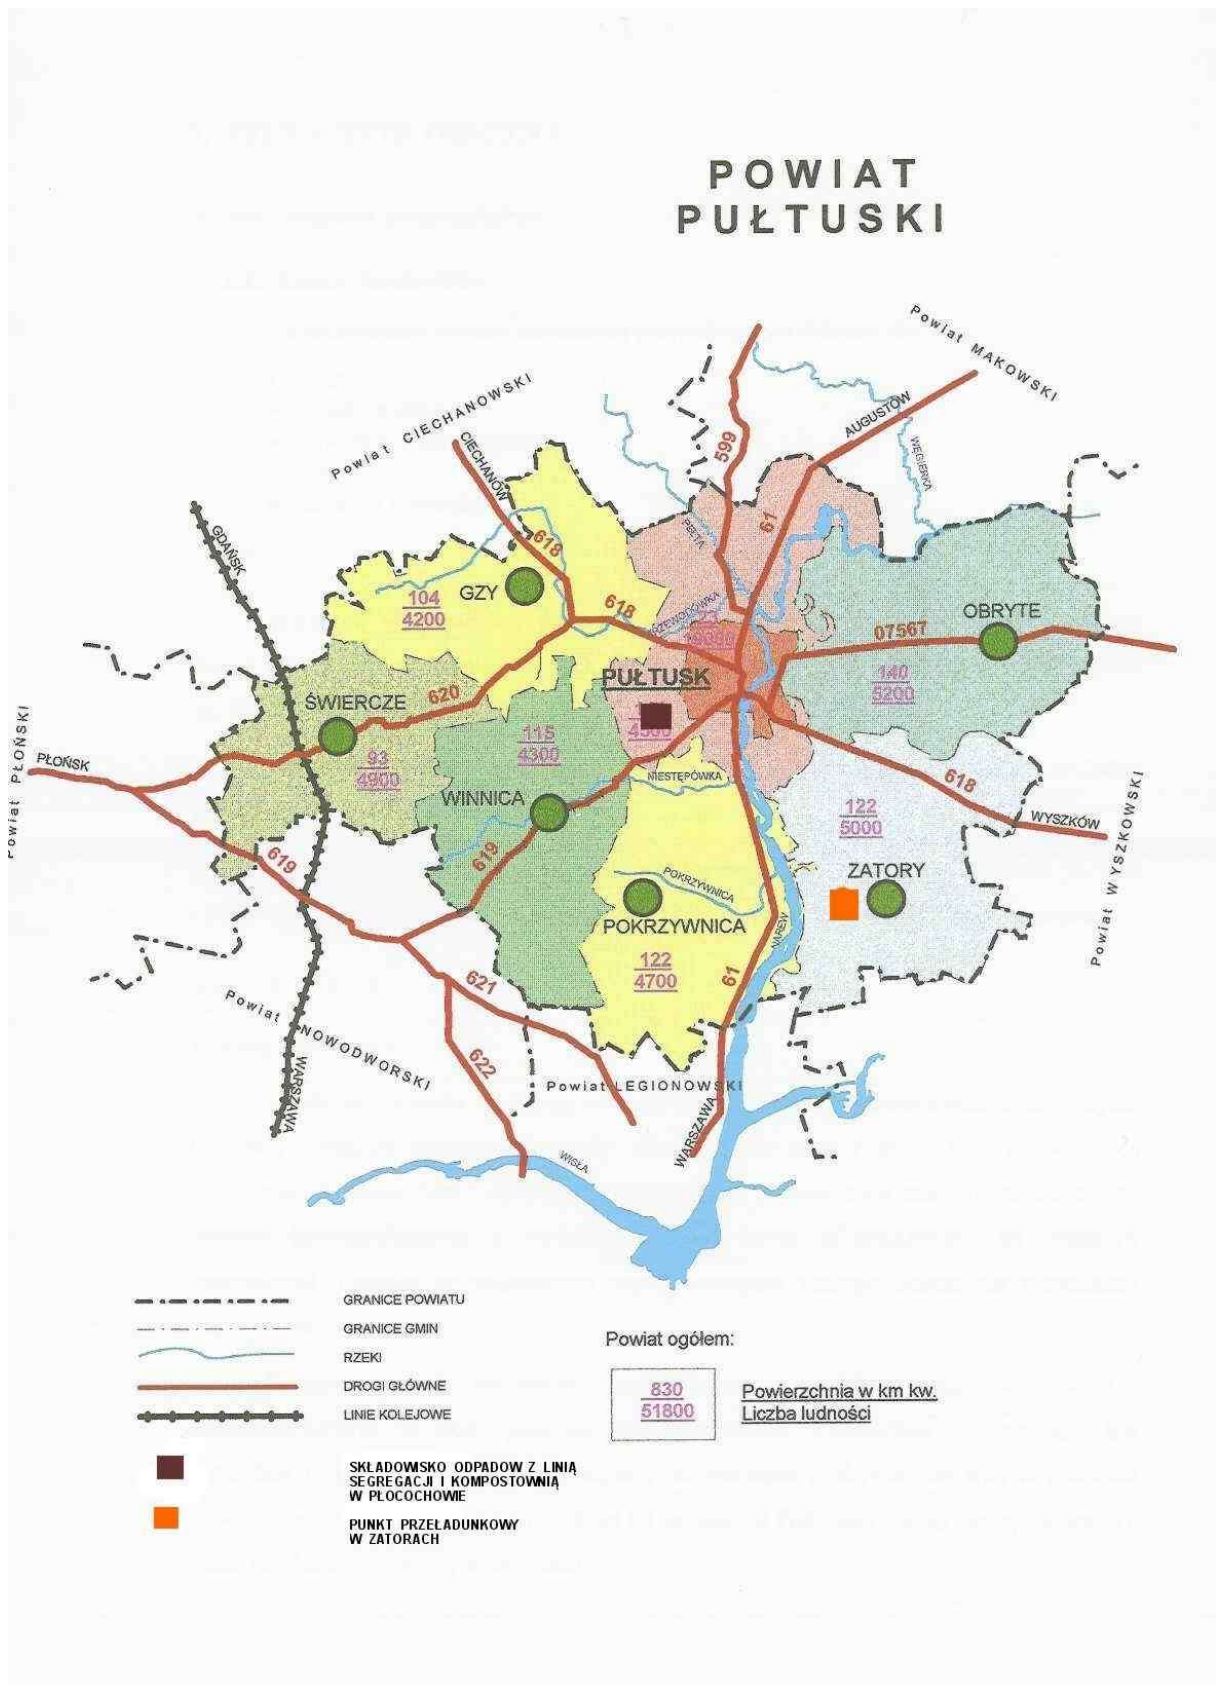 POWIAT
PUŁTUSKI
Powiat MAKOWSKI
Powiat CIECHANOWSKI
AUGUSTÓW
CIECHANÓW
599
WĘGIERKA
61
PEŁTA
GDAŃSK
618
GZY
104
4200
618
OBRYTE
07567
PUŁTUSK
140
5200
620
ŚWIERCZE
115
4300
93
4900
PŁOŃSK
Powiat PŁOŃSKI
NIESTĘPÓWKA
618
WYSZKÓW
Powiat WYSZKOWSKI
WINNICA
122
5000
619
619
ZATORY
POKRZYWNICA
POKRZYWNICA
NAREW
122
4700
61
621
Powiat NOWODWORSKI
622
WARSZAWA
Powiat LEGIONOWSKI
WARSZAWA
WISŁA
GRANICE POWIATU
GRANICE GMIN
RZEKI
DROGI GŁÓWNE
LINIE KOLEJOWE
Powiat ogółem:
830
51800
Powierzchnia w km kw.
Liczba ludności
SKŁADOWISKO ODPADOW Z LINIĄ
SEGREGACJI I KOMPOSTOWNIĄ
W PŁOCOCHOWIE
PUNKT PRZEŁADUNKOWY
W ZATORACH